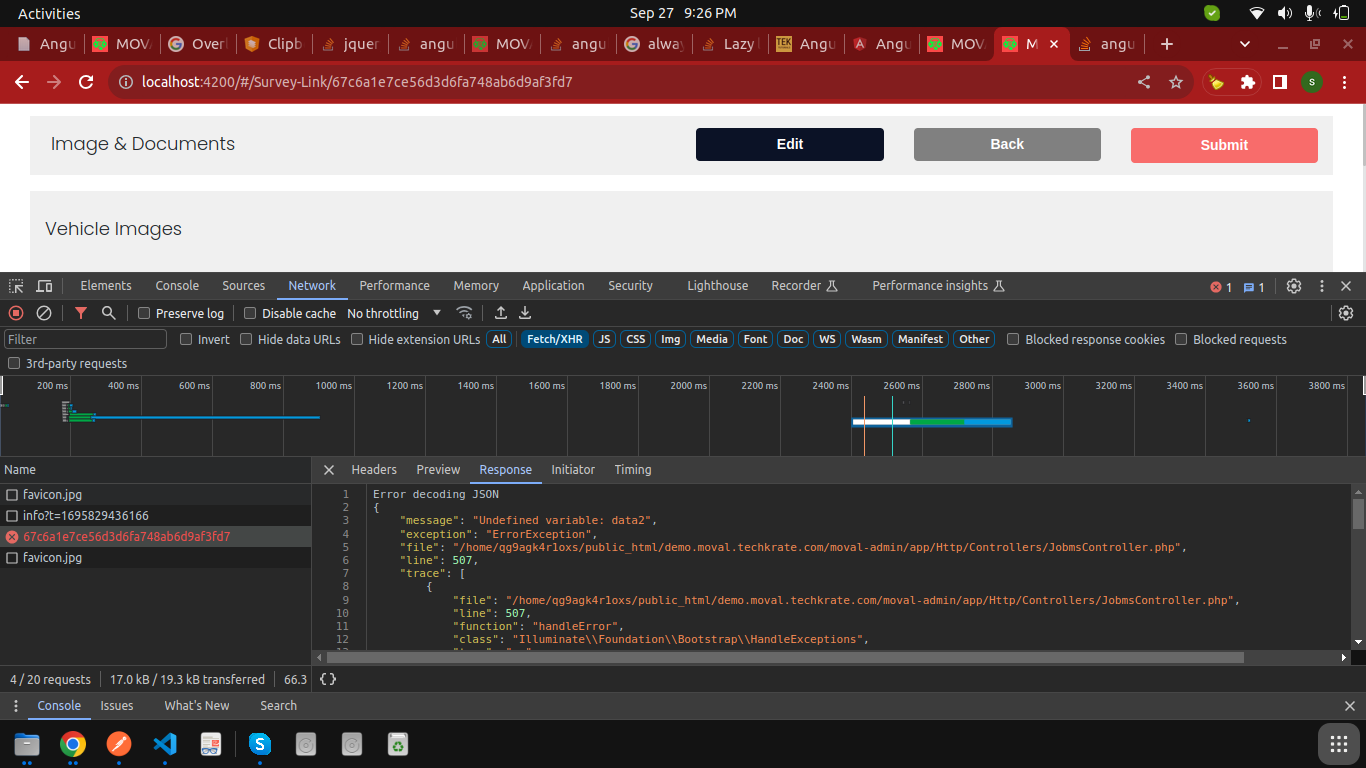 Activities
Sep 27 9:26 PM
Angu
MOV
G Over
Clipb
jquer
angu
MOV
angu
alway
Lazy
TEK
Angu
Angu
MOV
M
angu
localhost:4200/#/Survey-Link/67c6a1e7ce56d3d6fa748ab6d9af3fd7
S
Image & Documents
Edit
Back
Submit
Vehicle Images
Elements Console Sources Network Performance Memory Application Security Lighthouse Recorder Performance insights 1 1
Preserve log Disable cache No throttling
Filter Invert Hide data URLs Hide extension URLs All Fetch/XHR JS CSS Img Media Font Doc WS Wasm Manifest Other Blocked response cookies Blocked requests
3rd-party requests
200 ms 400 ms 600 ms 800 ms 1000 ms 1200 ms 1400 ms 1600 ms 1800 ms 2000 ms 2200 ms 2400 ms 2600 ms 2800 ms 3000 ms 3200 ms 3400 ms 3600 ms 3800 ms
Name
favicon.jpg
info?t=1695829436166
67c6a1e7ce56d3d6fa748ab6d9af3fd7
favicon.jpg
Headers Preview Response Initiator Timing
1 Error decoding JSON
2 {
3 "message": "Undefined variable: data2",
4 "exception": "ErrorException",
5 "file": "/home/qg9agk4r1oxs/public_html/demo.moval.techkrate.com/moval-admin/app/Http/Controllers/JobmsController.php",
6 "line": 507,
7 "trace": [
8 {
9 "file": "/home/qg9agk4r1oxs/public_html/demo.moval.techkrate.com/moval-admin/app/Http/Controllers/JobmsController.php",
10 "line": 507,
11 "function": "handleError",
12 "class": "Illuminate\\Foundation\\Bootstrap\\HandleExceptions",
4 / 20 requests 17.0 kB / 19.3 kB transferred 66.3 {}
Console Issues What's New Search